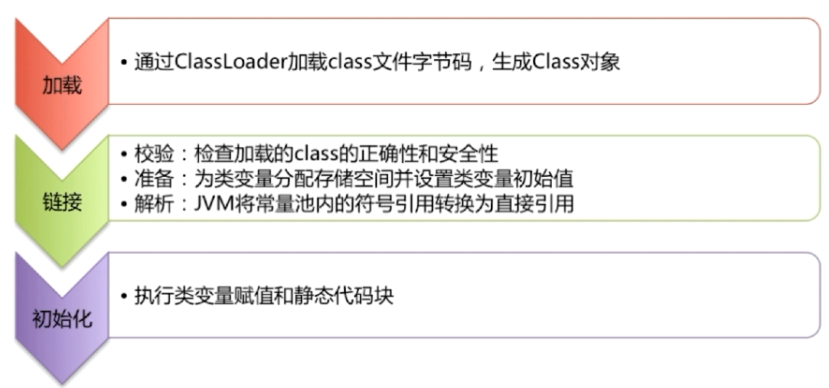 加载
• 通过ClassLoader加载class文件字节码，生成Class对象
链接
• 校验：检查加载的class的正确性和安全性
• 准备：为类变量分配存储空间并设置类变量初始值
• 解析：JVM将常量池内的符号引用转换为直接引用
初始化
• 执行类变量赋值和静态代码块